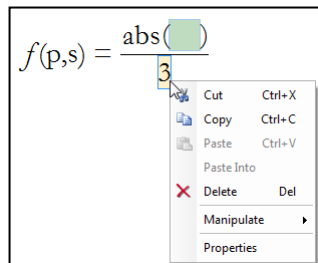 f(p,s) = abs( )
3
Cut Ctrl+X
Copy Ctrl+C
Paste Ctrl+V
Paste Into
Delete Del
Manipulate
Properties